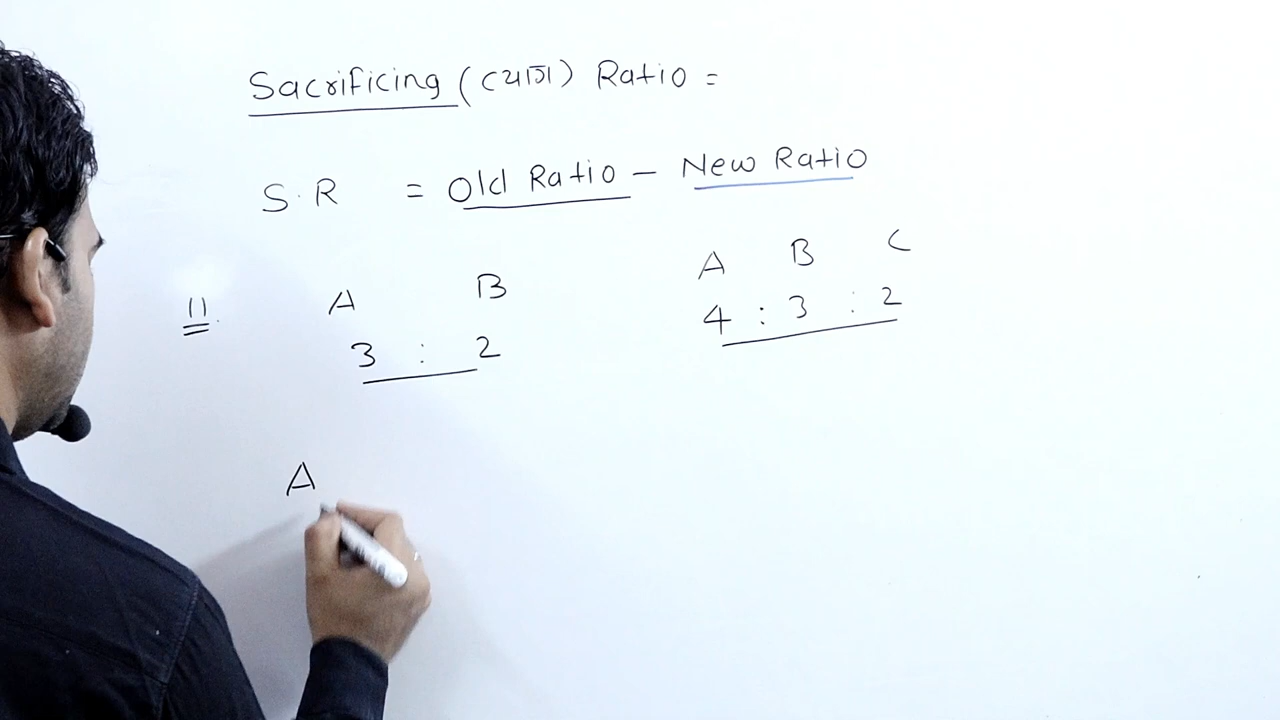 Sacrificing (त्याग) Ratio =
S.R = Old Ratio - New Ratio
11. A B A B C
3 : 2 4 : 3 : 2
A